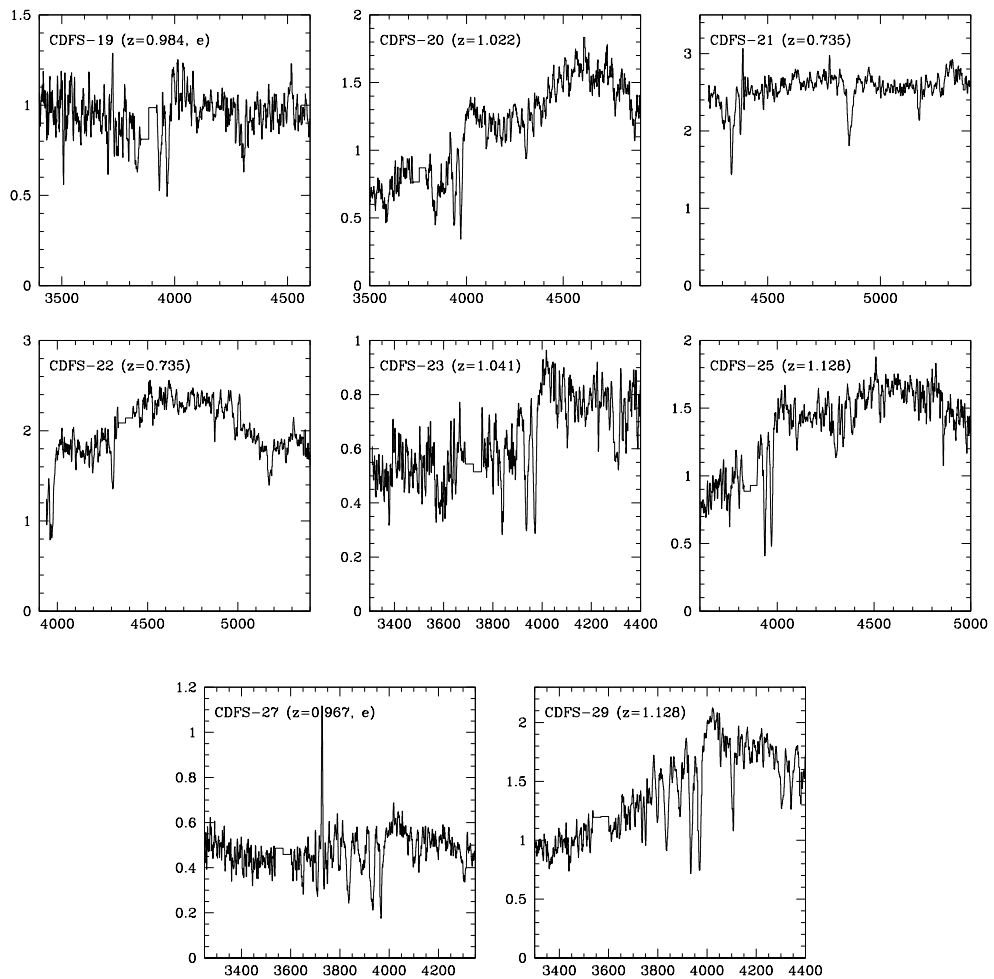 CDFS-19 (z=0.984, e)
1.5
1
0.5
0
3500 4000 4500
CDFS-20 (z=1.022)
2
1.5
1
0.5
0
3500 4000 4500
CDFS-21 (z=0.735)
3
2
1
0
4500 5000
CDFS-22 (z=0.735)
3
2
1
0
4000 4500 5000
CDFS-23 (z=1.041)
1
0.8
0.6
0.4
0.2
0
3400 3600 3800 4000 4200 4400
CDFS-25 (z=1.128)
2
1.5
1
0.5
0
4000 4500 5000
CDFS-27 (z=0.967, e)
1.2
1
0.8
0.6
0.4
0.2
0
3400 3600 3800 4000 4200
CDFS-29 (z=1.128)
2
1.5
1
0.5
0
3400 3600 3800 4000 4200 4400